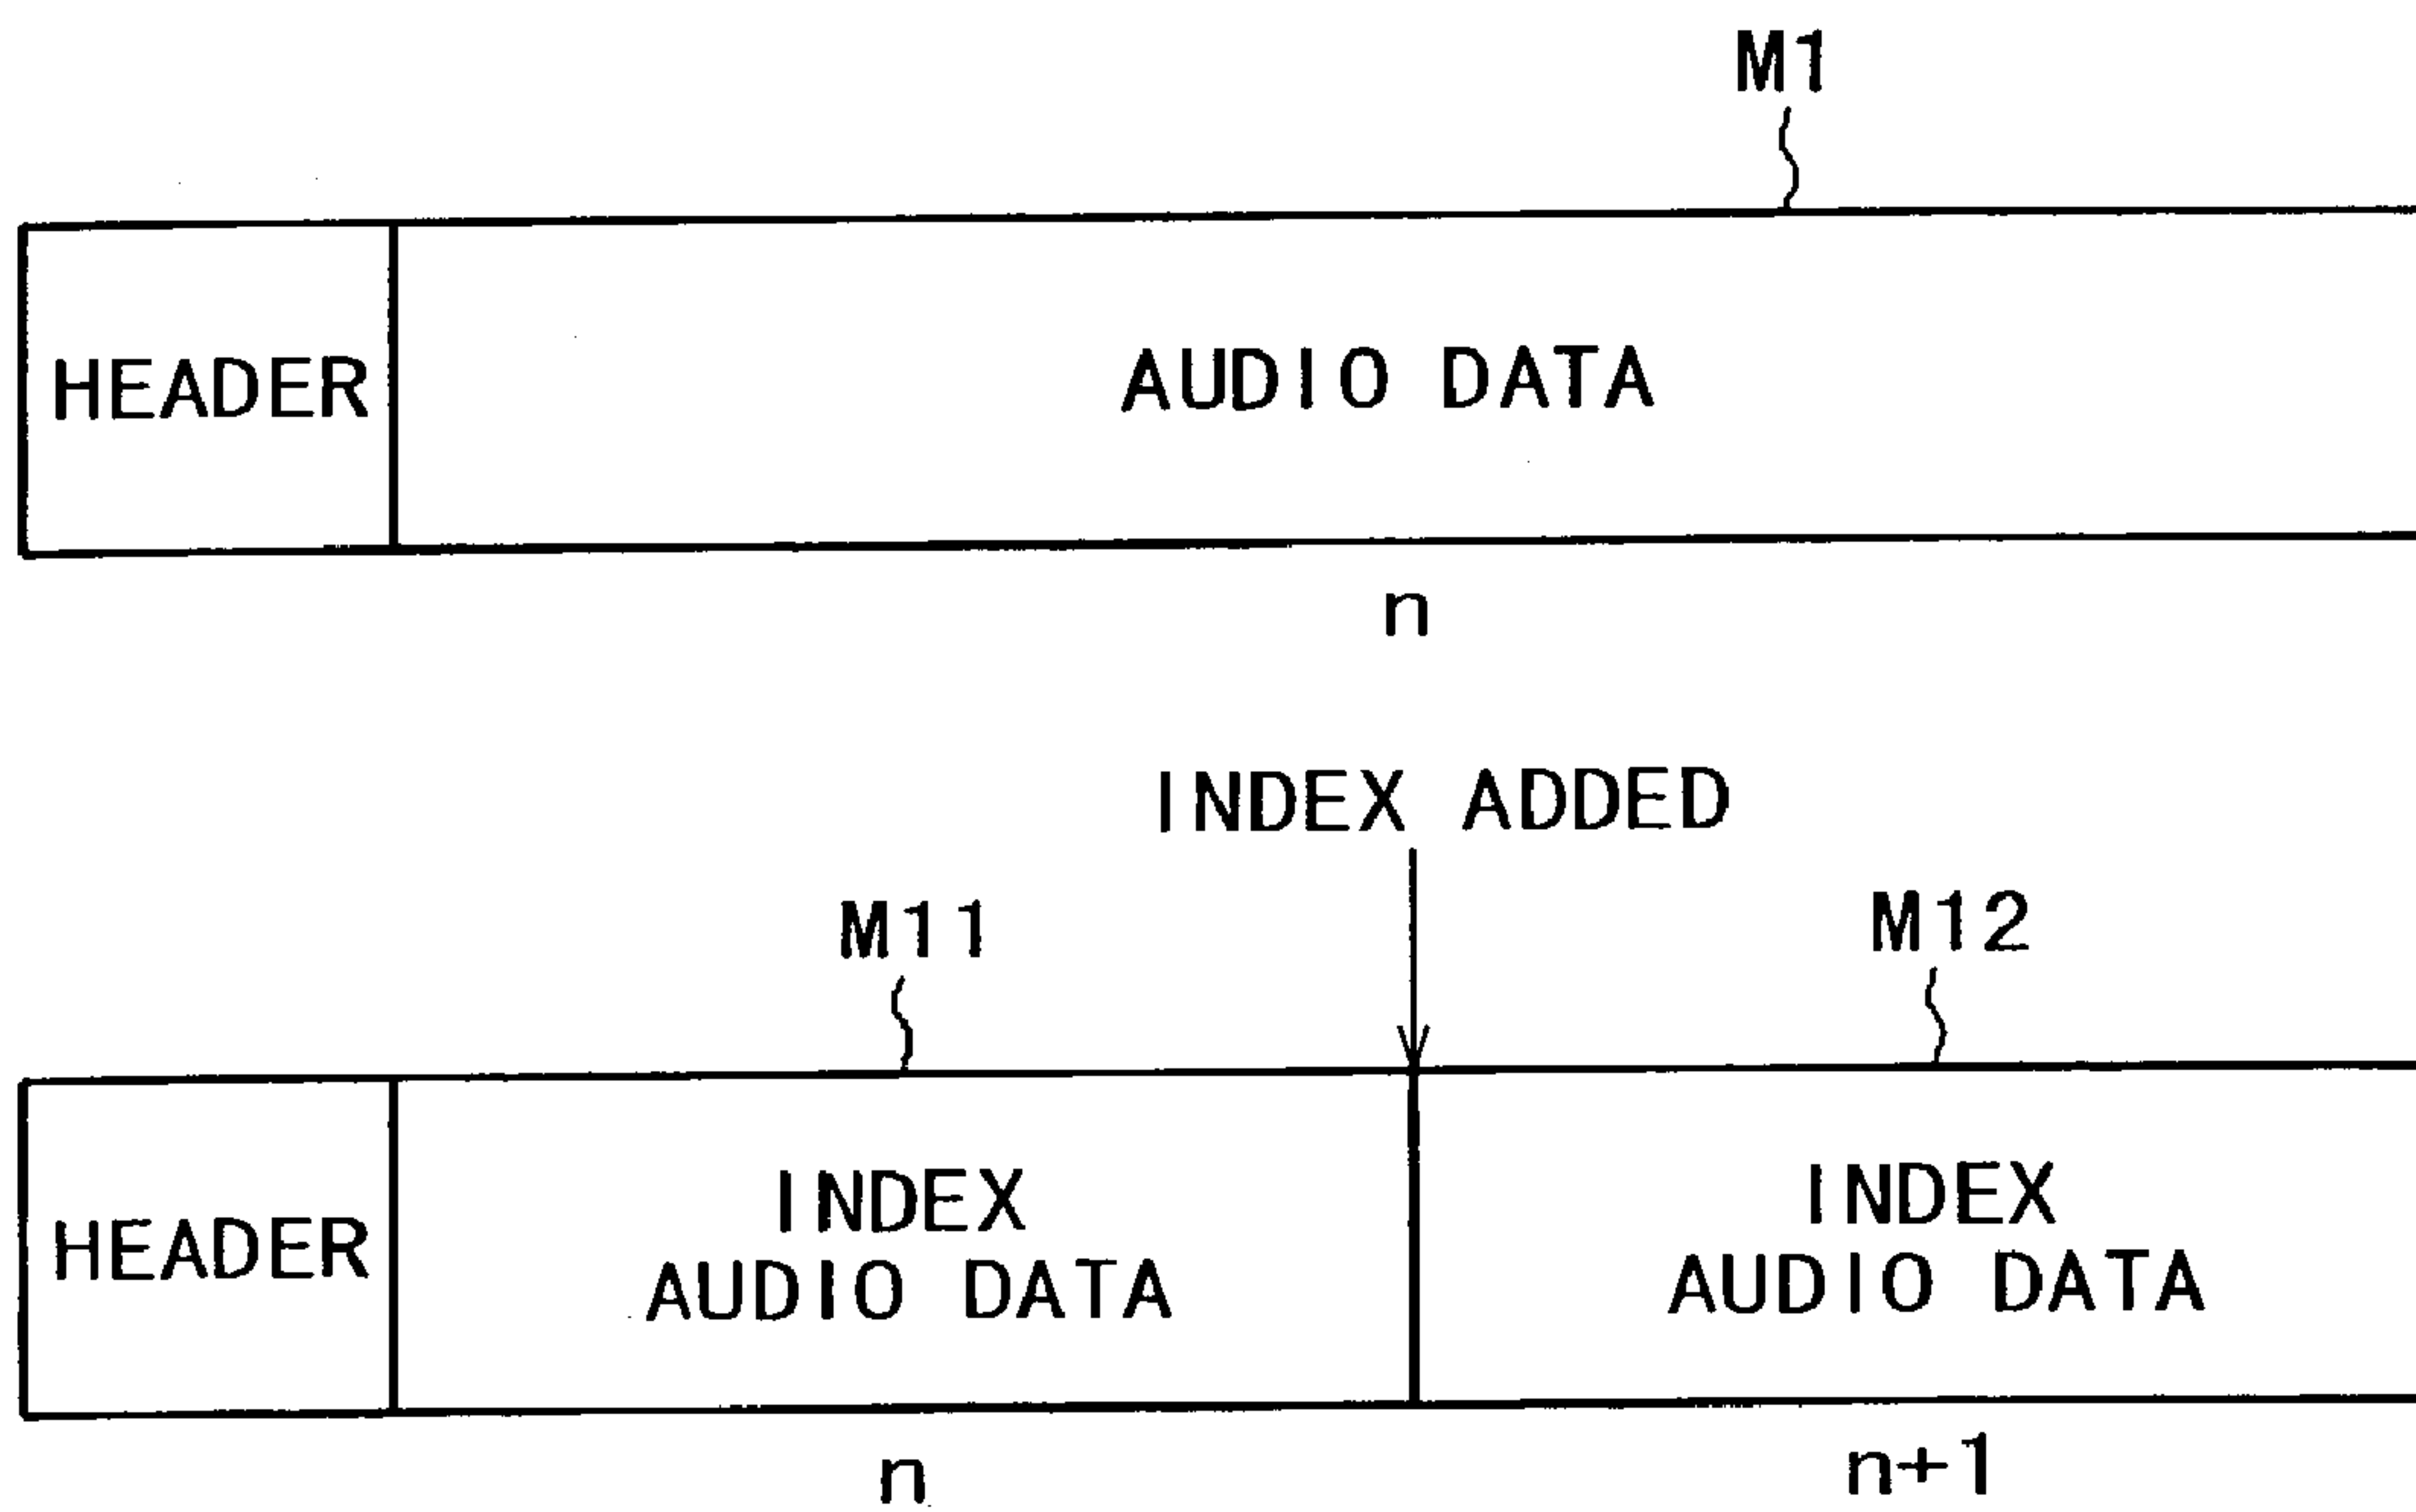 M1
HEADER
AUDIO DATA
n
INDEX ADDED
M11
M12
HEADER
INDEX
AUDIO DATA
INDEX
AUDIO DATA
n
n+1